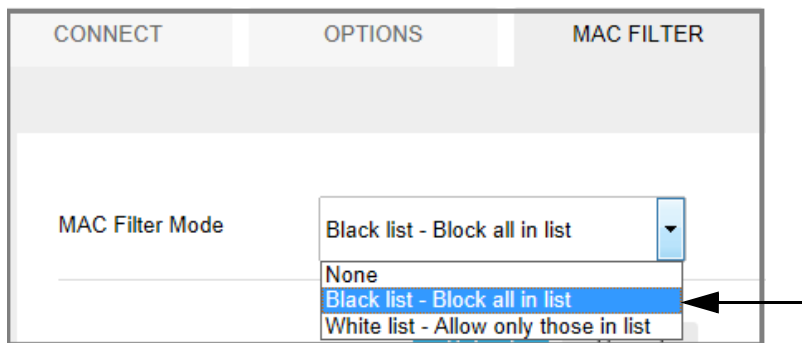 CONNECT OPTIONS MAC FILTER
MAC Filter Mode Black list - Block all in list
None
Black list - Block all in list
White list - Allow only those in list